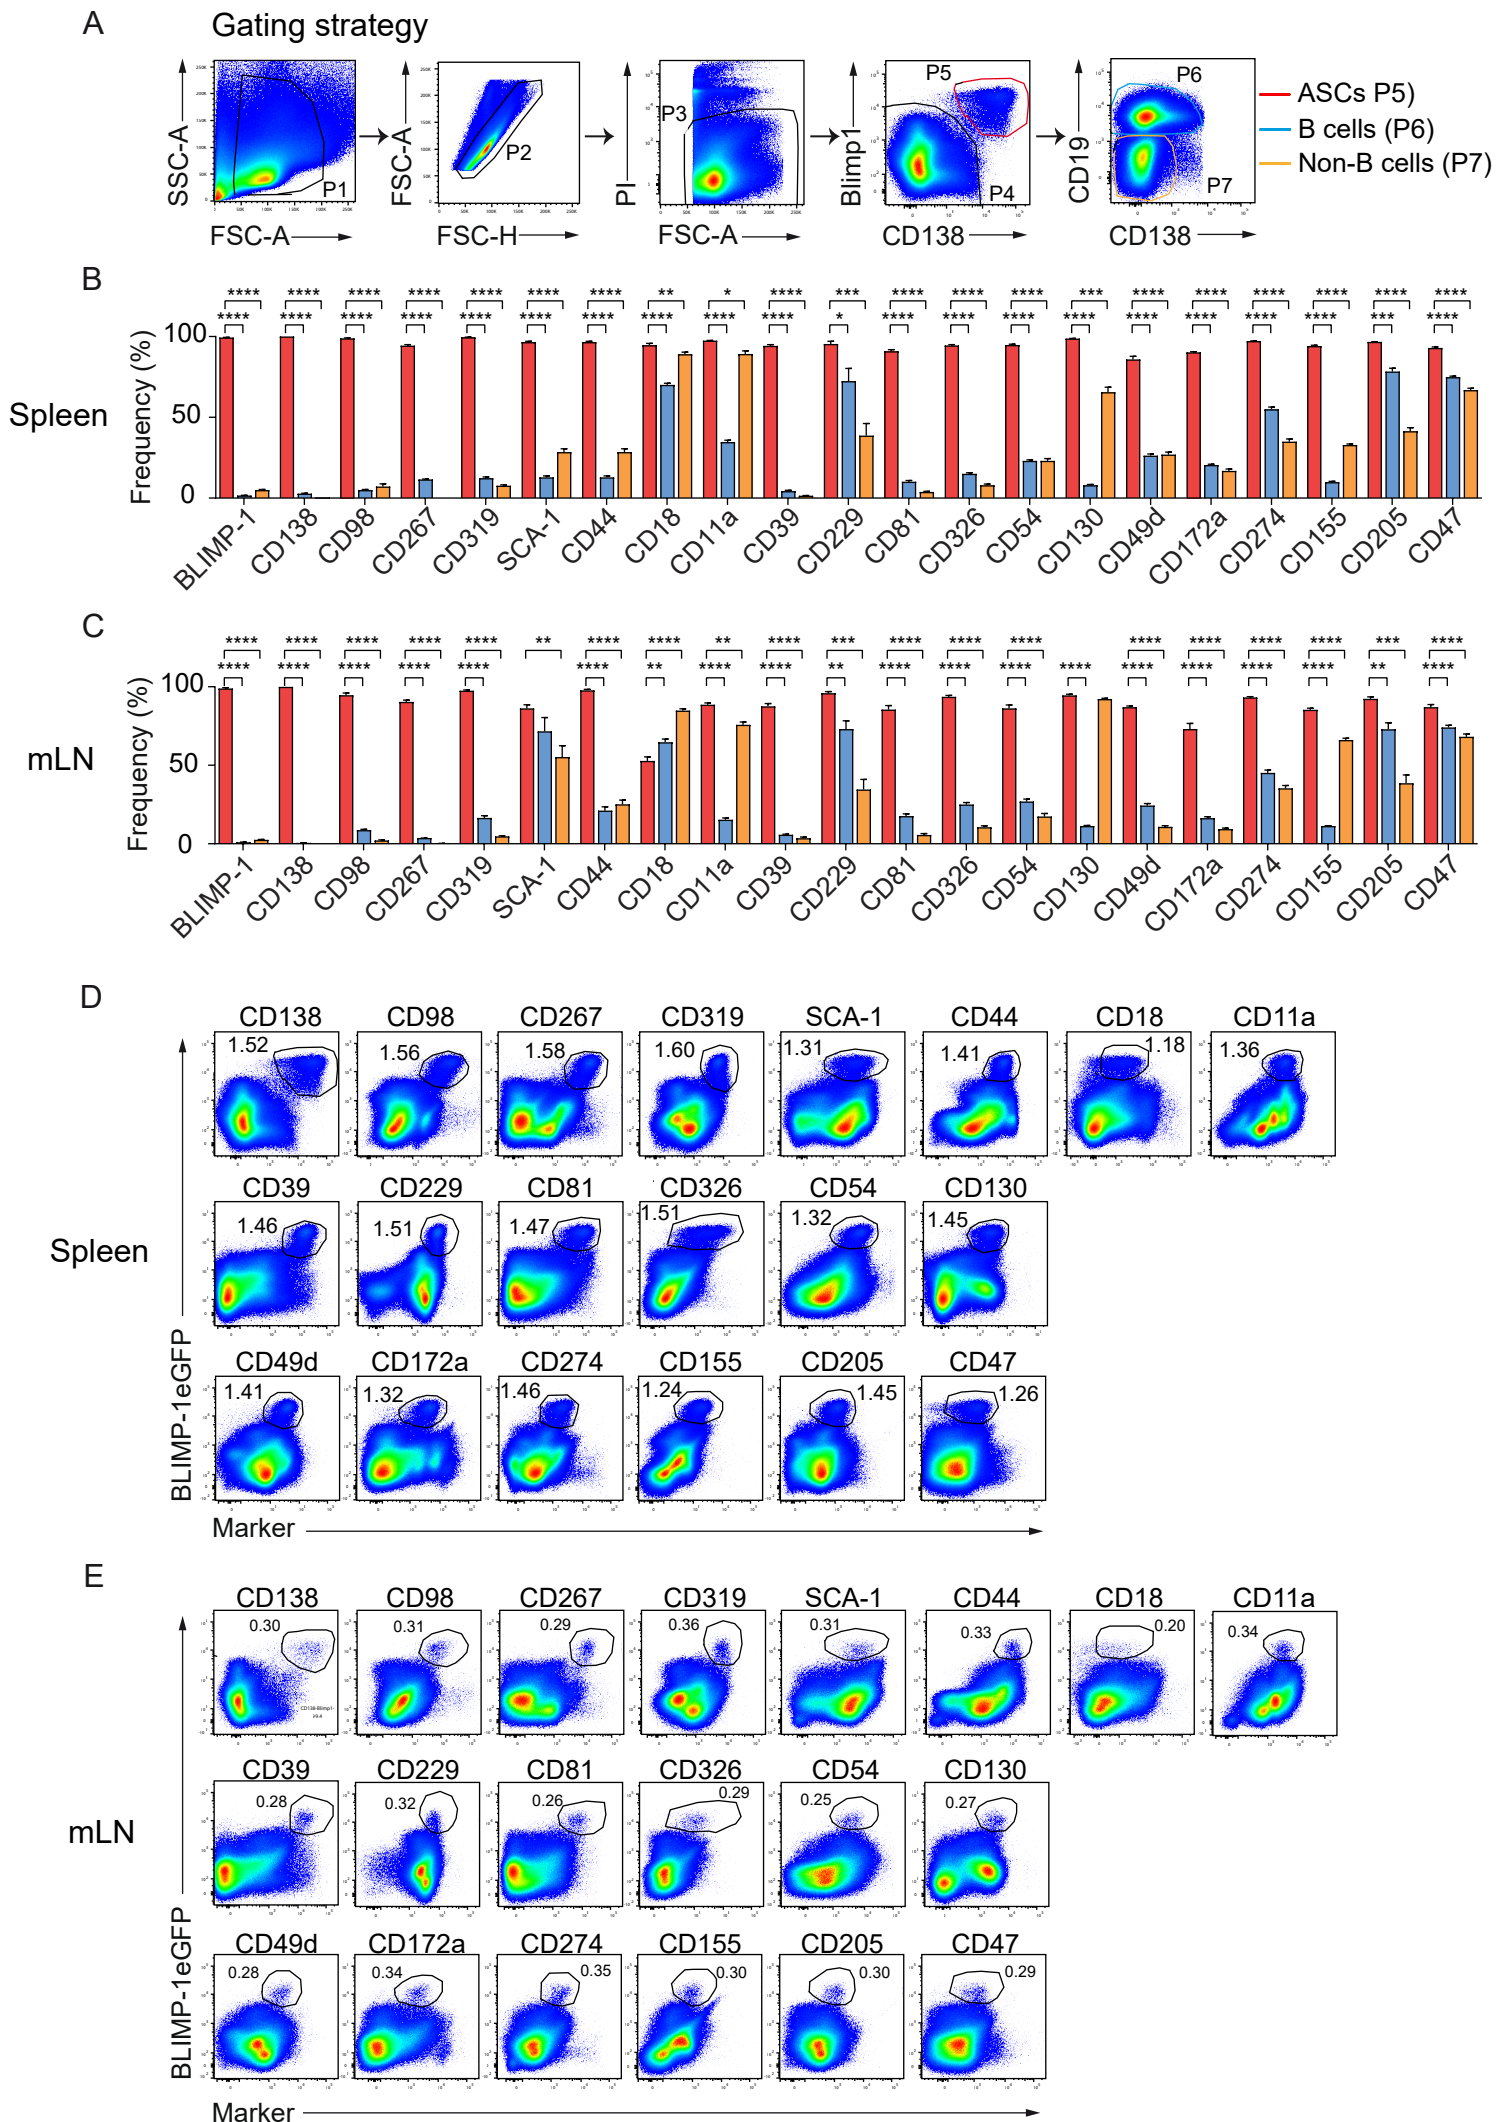 A
Gating strategy
SSC-A
FSC-A
P1
FSC-A
FSC-H
P2
PI
FSC-A
P3
Blimp1
CD138
P5
P4
CD19
CD138
P6
P7
ASCs P5)
B cells (P6)
Non-B cells (P7)
B
Spleen
Frequency (%)
100
50
0
**** **** **** **** **** **** **** ** * **** *** **** **** **** *** **** **** **** **** **** ****
**** **** **** **** **** **** **** **** **** **** * **** **** **** **** **** **** **** **** *** ****
BLIMP-1 CD138 CD98 CD267 CD319 SCA-1 CD44 CD18 CD11a CD39 CD229 CD81 CD326 CD54 CD130 CD49d CD172a CD274 CD155 CD205 CD47
C
mLN
Frequency (%)
100
50
0
**** **** **** **** **** ** **** **** ** **** *** **** **** **** **** **** **** **** *** ****
**** **** **** **** **** **** ** **** **** ** **** **** **** **** **** **** **** **** ** ****
BLIMP-1 CD138 CD98 CD267 CD319 SCA-1 CD44 CD18 CD11a CD39 CD229 CD81 CD326 CD54 CD130 CD49d CD172a CD274 CD155 CD205 CD47
D
Spleen
BLIMP-1eGFP
CD138 CD98 CD267 CD319 SCA-1 CD44 CD18 CD11a
1.52 1.56 1.58 1.60 1.31 1.41 1.18 1.36
CD39 CD229 CD81 CD326 CD54 CD130
1.46 1.51 1.47 1.51 1.32 1.45
CD49d CD172a CD274 CD155 CD205 CD47
1.41 1.32 1.46 1.24 1.45 1.26
Marker
E
mLN
BLIMP-1eGFP
CD138 CD98 CD267 CD319 SCA-1 CD44 CD18 CD11a
0.30 0.31 0.29 0.36 0.31 0.33 0.20 0.34
CD39 CD229 CD81 CD326 CD54 CD130
0.28 0.32 0.26 0.29 0.25 0.27
CD49d CD172a CD274 CD155 CD205 CD47
0.28 0.34 0.35 0.30 0.30 0.29
Marker